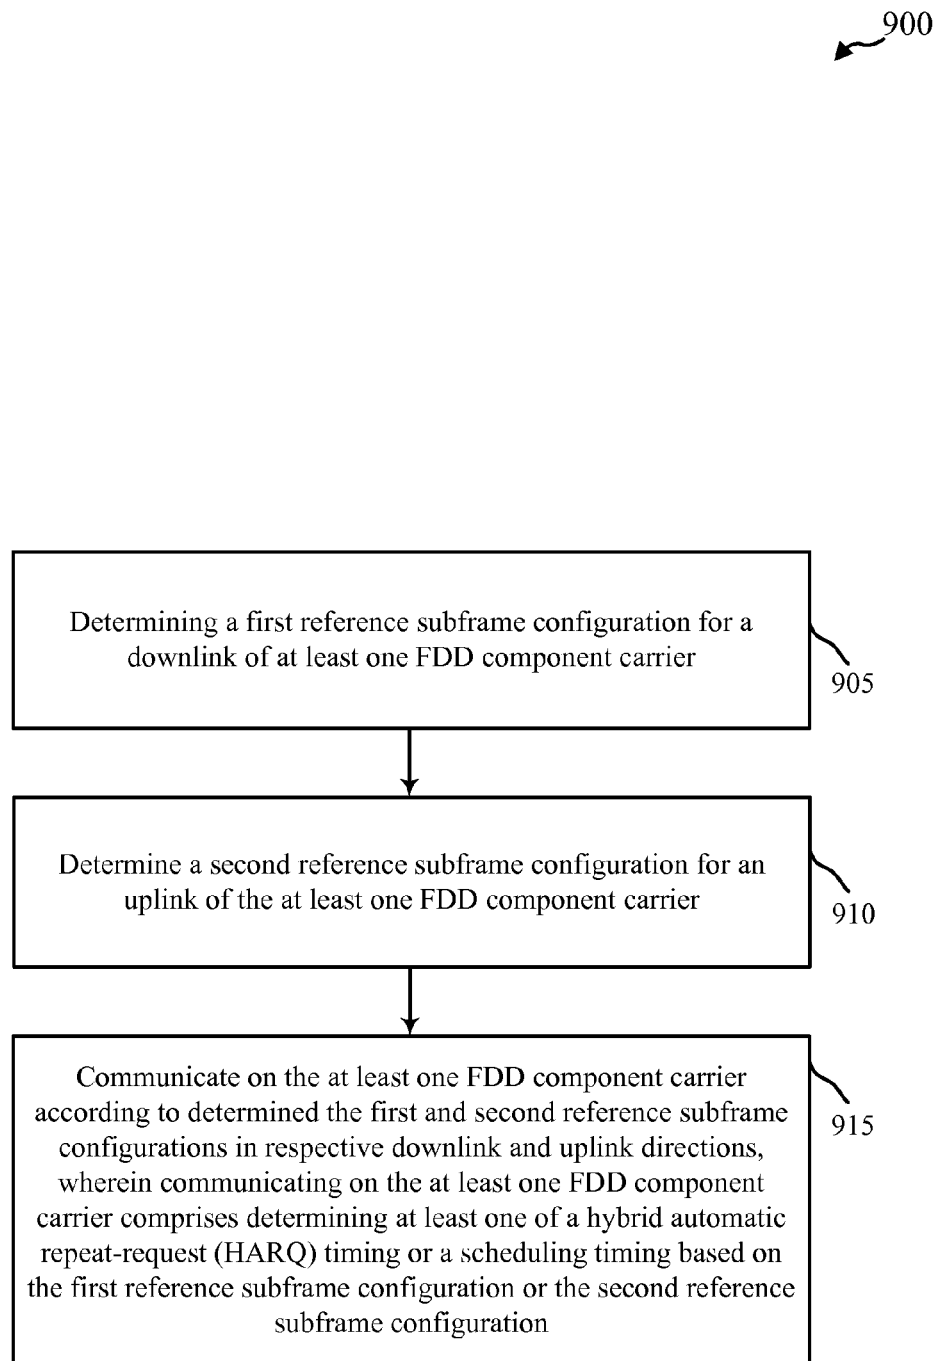 900
Determining a first reference subframe configuration for a
downlink of at least one FDD component carrier
905
Determine a second reference subframe configuration for an
uplink of the at least one FDD component carrier
910
Communicate on the at least one FDD component carrier
according to determined the first and second reference subframe
configurations in respective downlink and uplink directions,
wherein communicating on the at least one FDD component
carrier comprises determining at least one of a hybrid automatic
repeat-request (HARQ) timing or a scheduling timing based on
the first reference subframe configuration or the second reference
subframe configuration
915